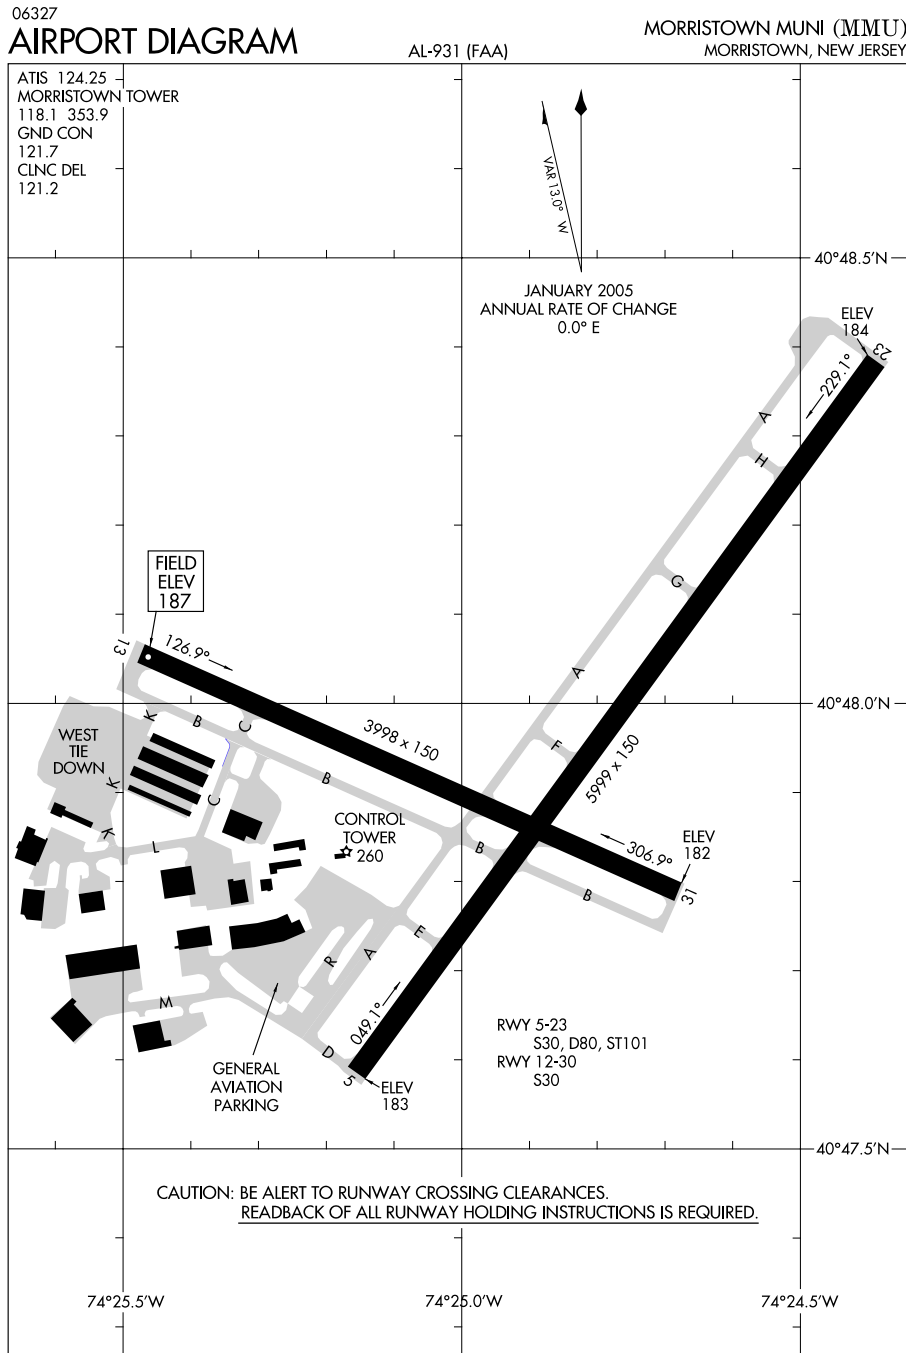 06327
AIRPORT DIAGRAM
AL-931 (FAA)
MORRISTOWN MUNI (MMU)
MORRISTOWN, NEW JERSEY
ATIS 124.25
MORRISTOWN TOWER
118.1 353.9
GND CON
121.7
CLNC DEL
121.2
VAR 13.0° W
40°48.5'N
JANUARY 2005
ANNUAL RATE OF CHANGE
0.0° E
ELEV
184
23
229.1°
A
H
G
FIELD
ELEV
187
13
126.9°
A
40°48.0'N
K
B
C
3998 x 150
F
5999 x 150
WEST
TIE
DOWN
K
B
C
K
L
CONTROL
TOWER
260
B
306.9°
ELEV
182
B
31
E
R
A
M
049.1°
D
5
ELEV
183
GENERAL
AVIATION
PARKING
RWY 5-23
S30, D80, ST101
RWY 12-30
S30
40°47.5'N
CAUTION: BE ALERT TO RUNWAY CROSSING CLEARANCES.
READBACK OF ALL RUNWAY HOLDING INSTRUCTIONS IS REQUIRED.
74°25.5'W
74°25.0'W
74°24.5'W